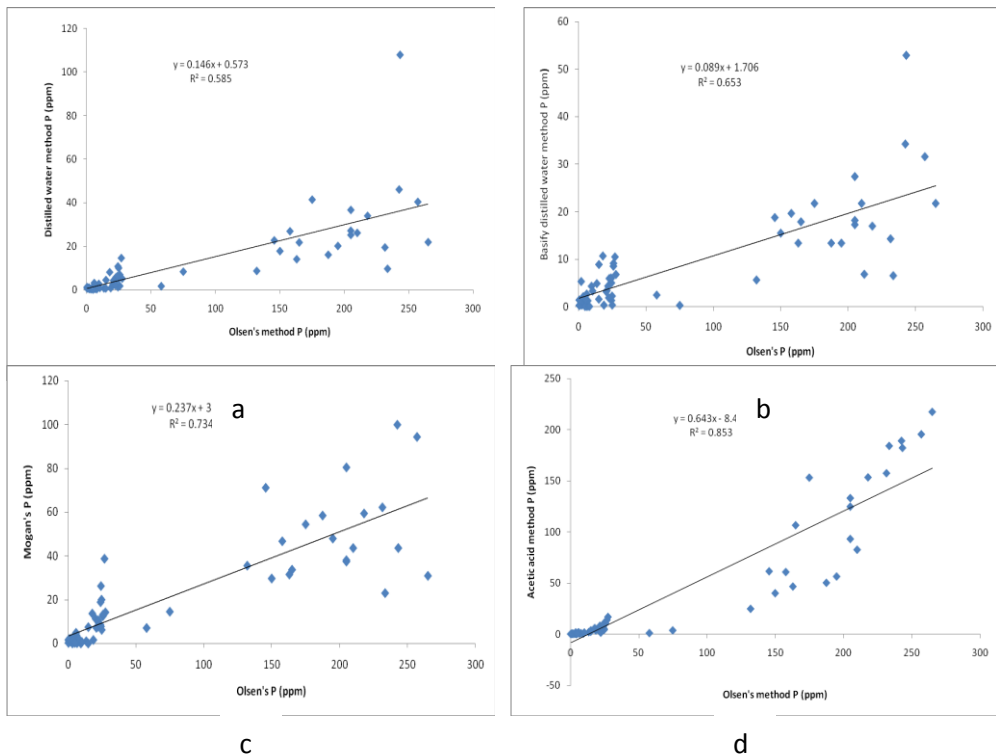 120
100
80
60
40
20
0
Distilled water method P (ppm)
y = 0.146x + 0.573
R² = 0.585
0 50 100 150 200 250 300
Olsen's method P (ppm)
a
60
50
40
30
20
10
0
Basify distilled water method P (ppm)
y = 0.089x + 1.706
R² = 0.653
0 50 100 150 200 250 300
Olsen's P (ppm)
b
120
100
80
60
40
20
0
Mogan's P (ppm)
y = 0.237x + 3
R² = 0.734
0 50 100 150 200 250 300
Olsen's P (ppm)
c
250
200
150
100
50
0
-50
Acetic acid method P (ppm)
y = 0.643x - 8.4
R² = 0.853
0 50 100 150 200 250 300
Olsen's method P (ppm)
d